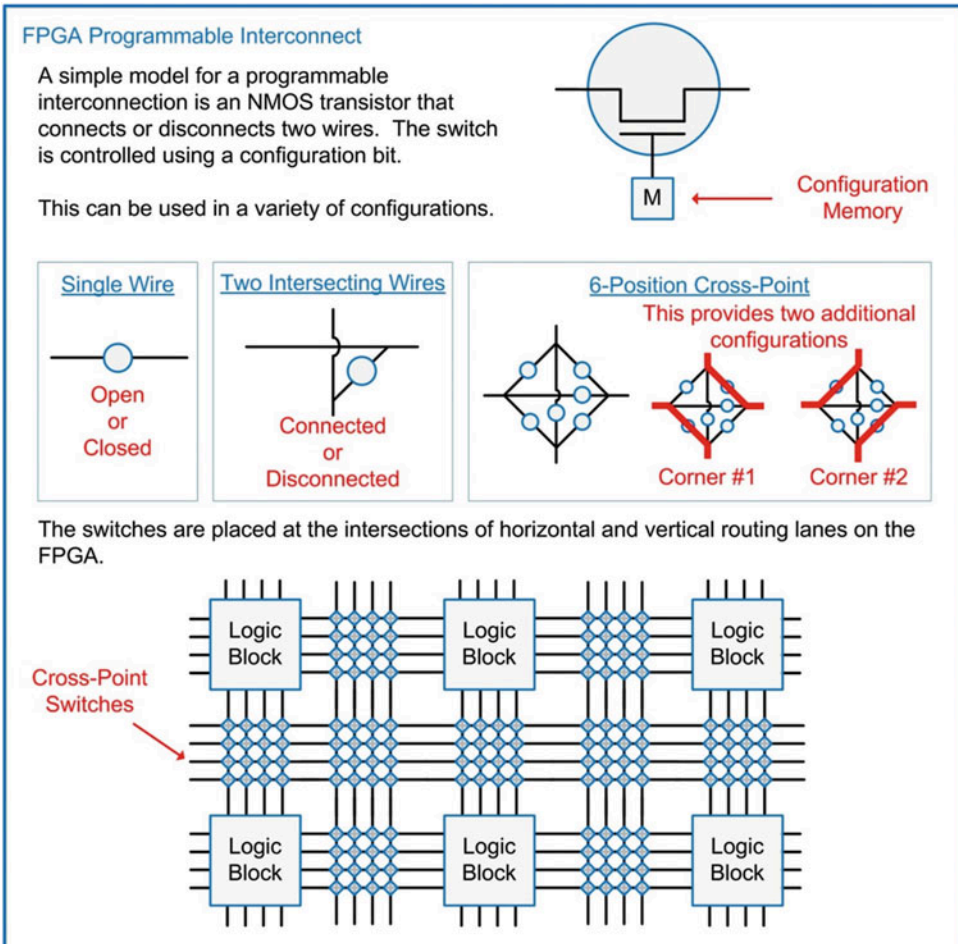 FPGA Programmable Interconnect
A simple model for a programmable
interconnection is an NMOS transistor that
connects or disconnects two wires. The switch
is controlled using a configuration bit.
This can be used in a variety of configurations.
M
Configuration
Memory
Single Wire
Open
or
Closed
Two Intersecting Wires
Connected
or
Disconnected
6-Position Cross-Point
This provides two additional
configurations
Corner #1
Corner #2
The switches are placed at the intersections of horizontal and vertical routing lanes on the
FPGA.
Logic
Block
Logic
Block
Logic
Block
Cross-Point
Switches
Logic
Block
Logic
Block
Logic
Block